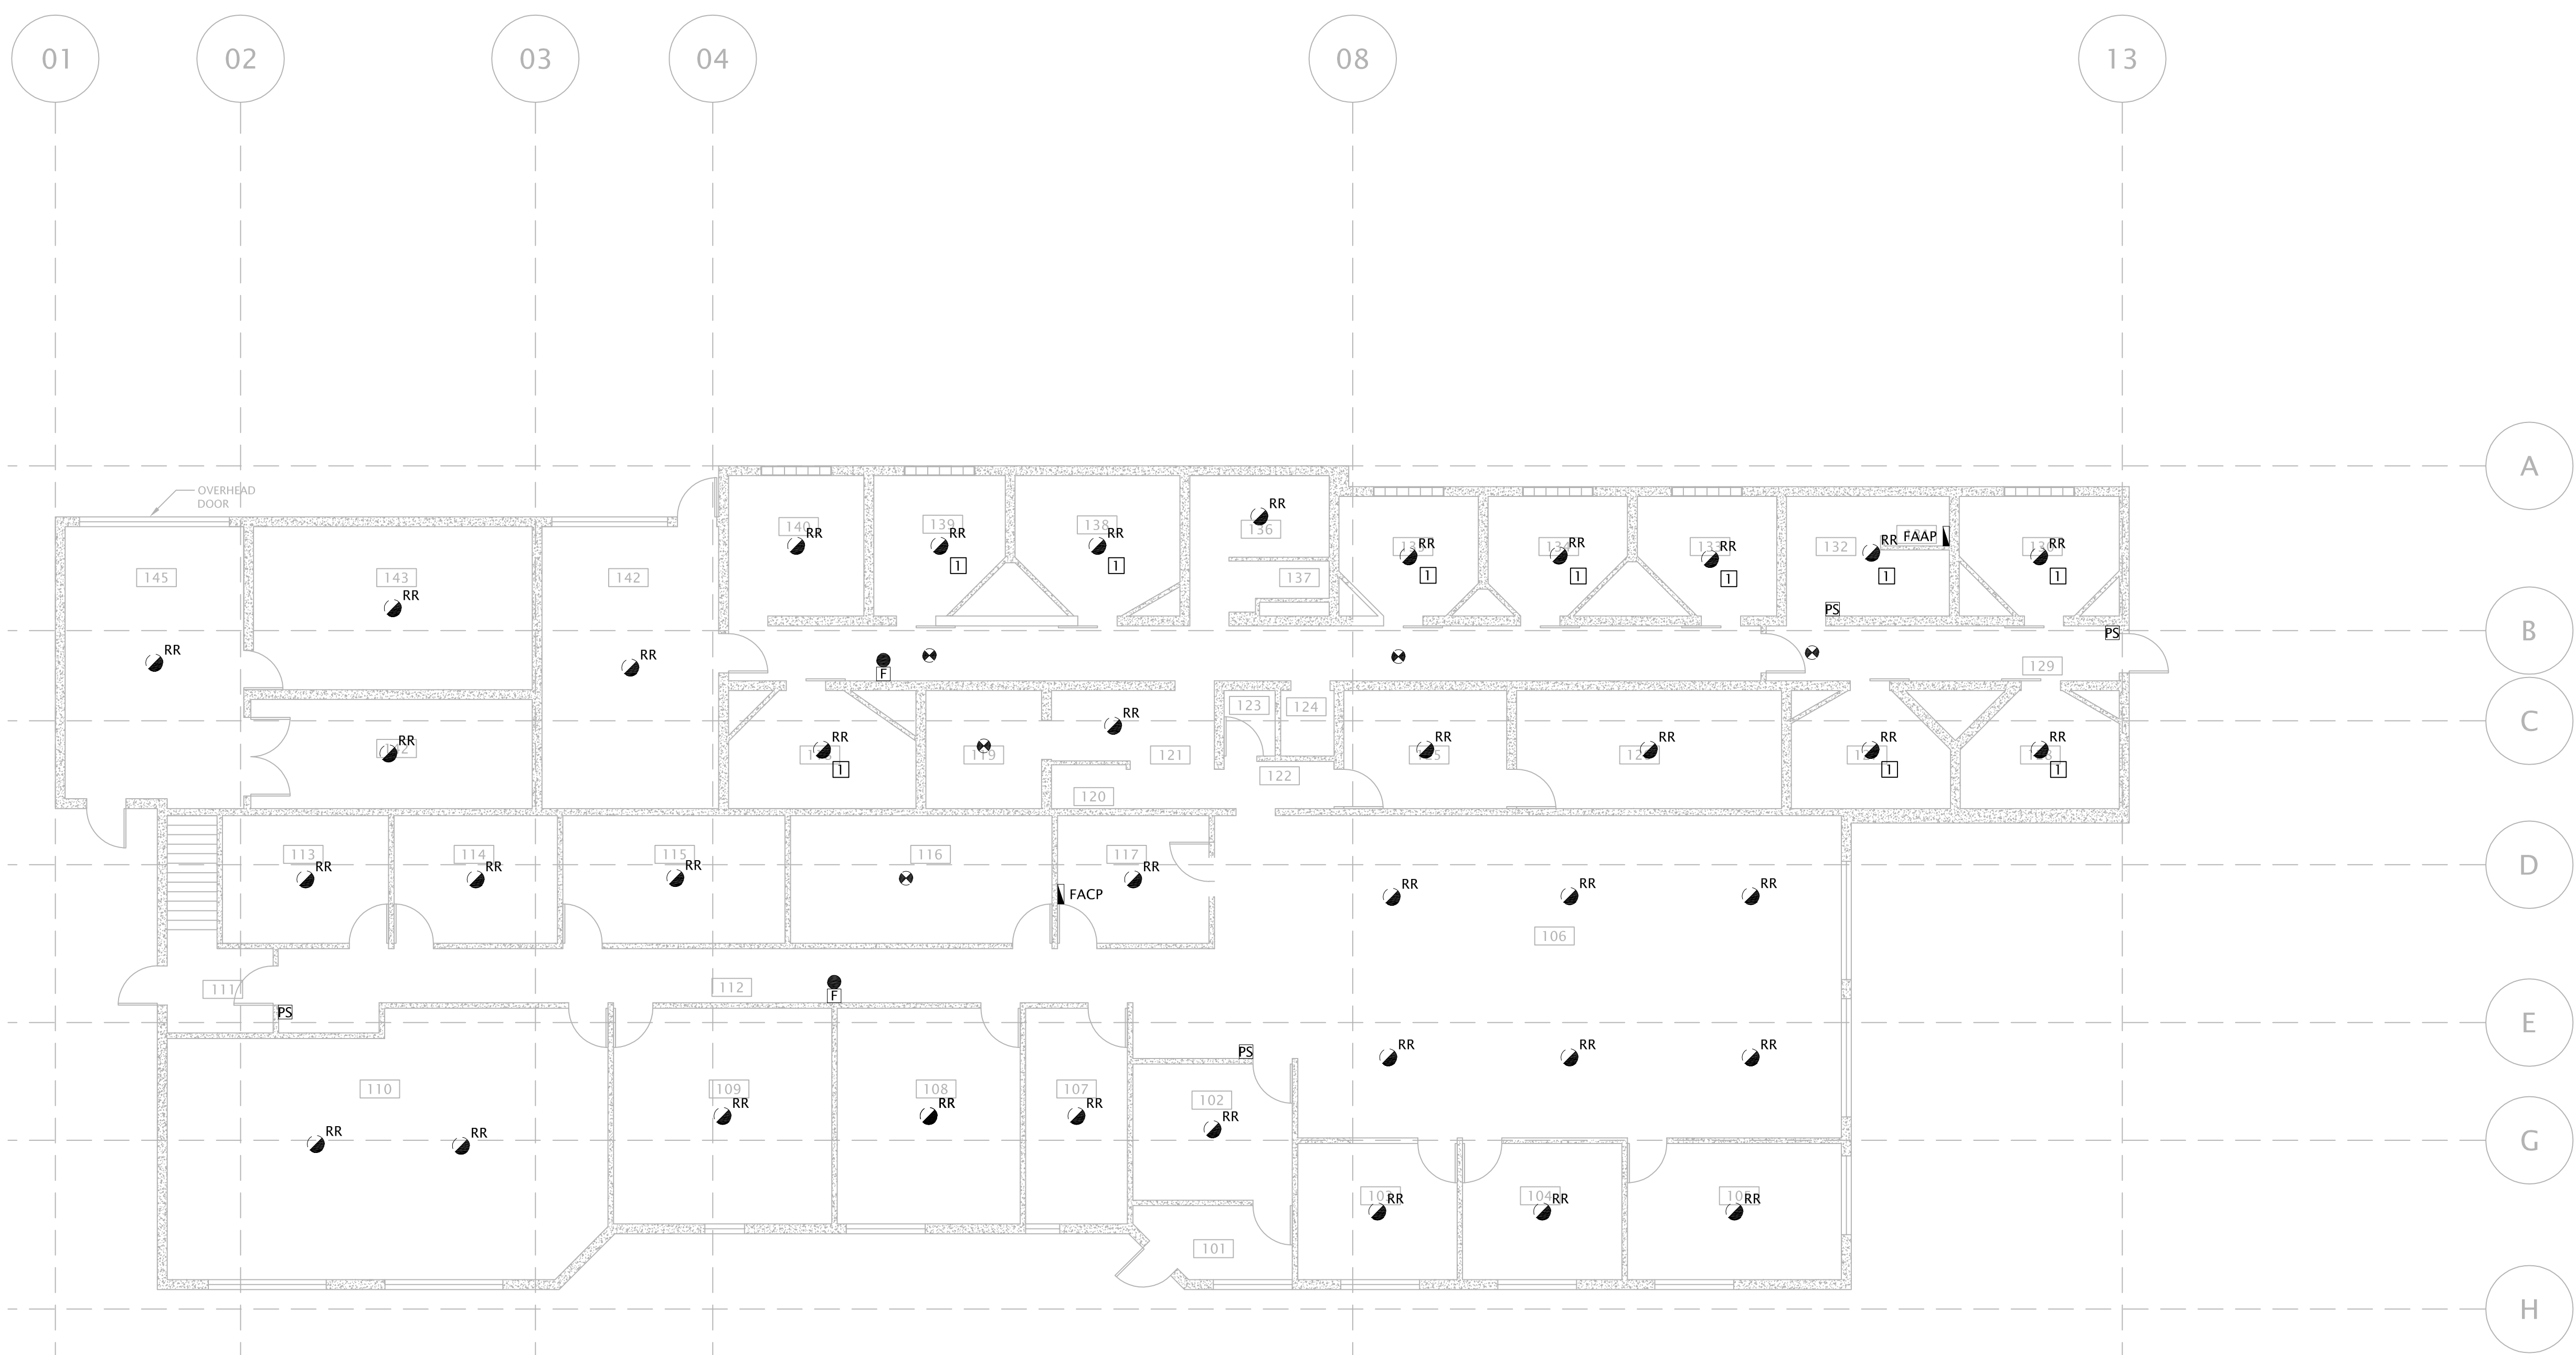 01
02
03
04
08
13
A
OVERHEAD
DOOR
RR
136
140
RR
139
RR
138
RR
RR
RR
RR
132
RR
FAAP
RR
145
143
142
137
1
1
1
1
1
1
1
RR
PS
B
PS
RR
RR
F
129
123
124
C
RR
RR
RR
119
121
RR
RR
RR
RR
1
122
1
1
120
113
114
115
116
117
D
RR
RR
RR
RR
FACP
RR
RR
RR
106
111
112
F
PS
E
PS
RR
RR
RR
110
109
108
107
102
RR
RR
RR
RR
RR
RR
G
103
RR
104
RR
RR
101
H